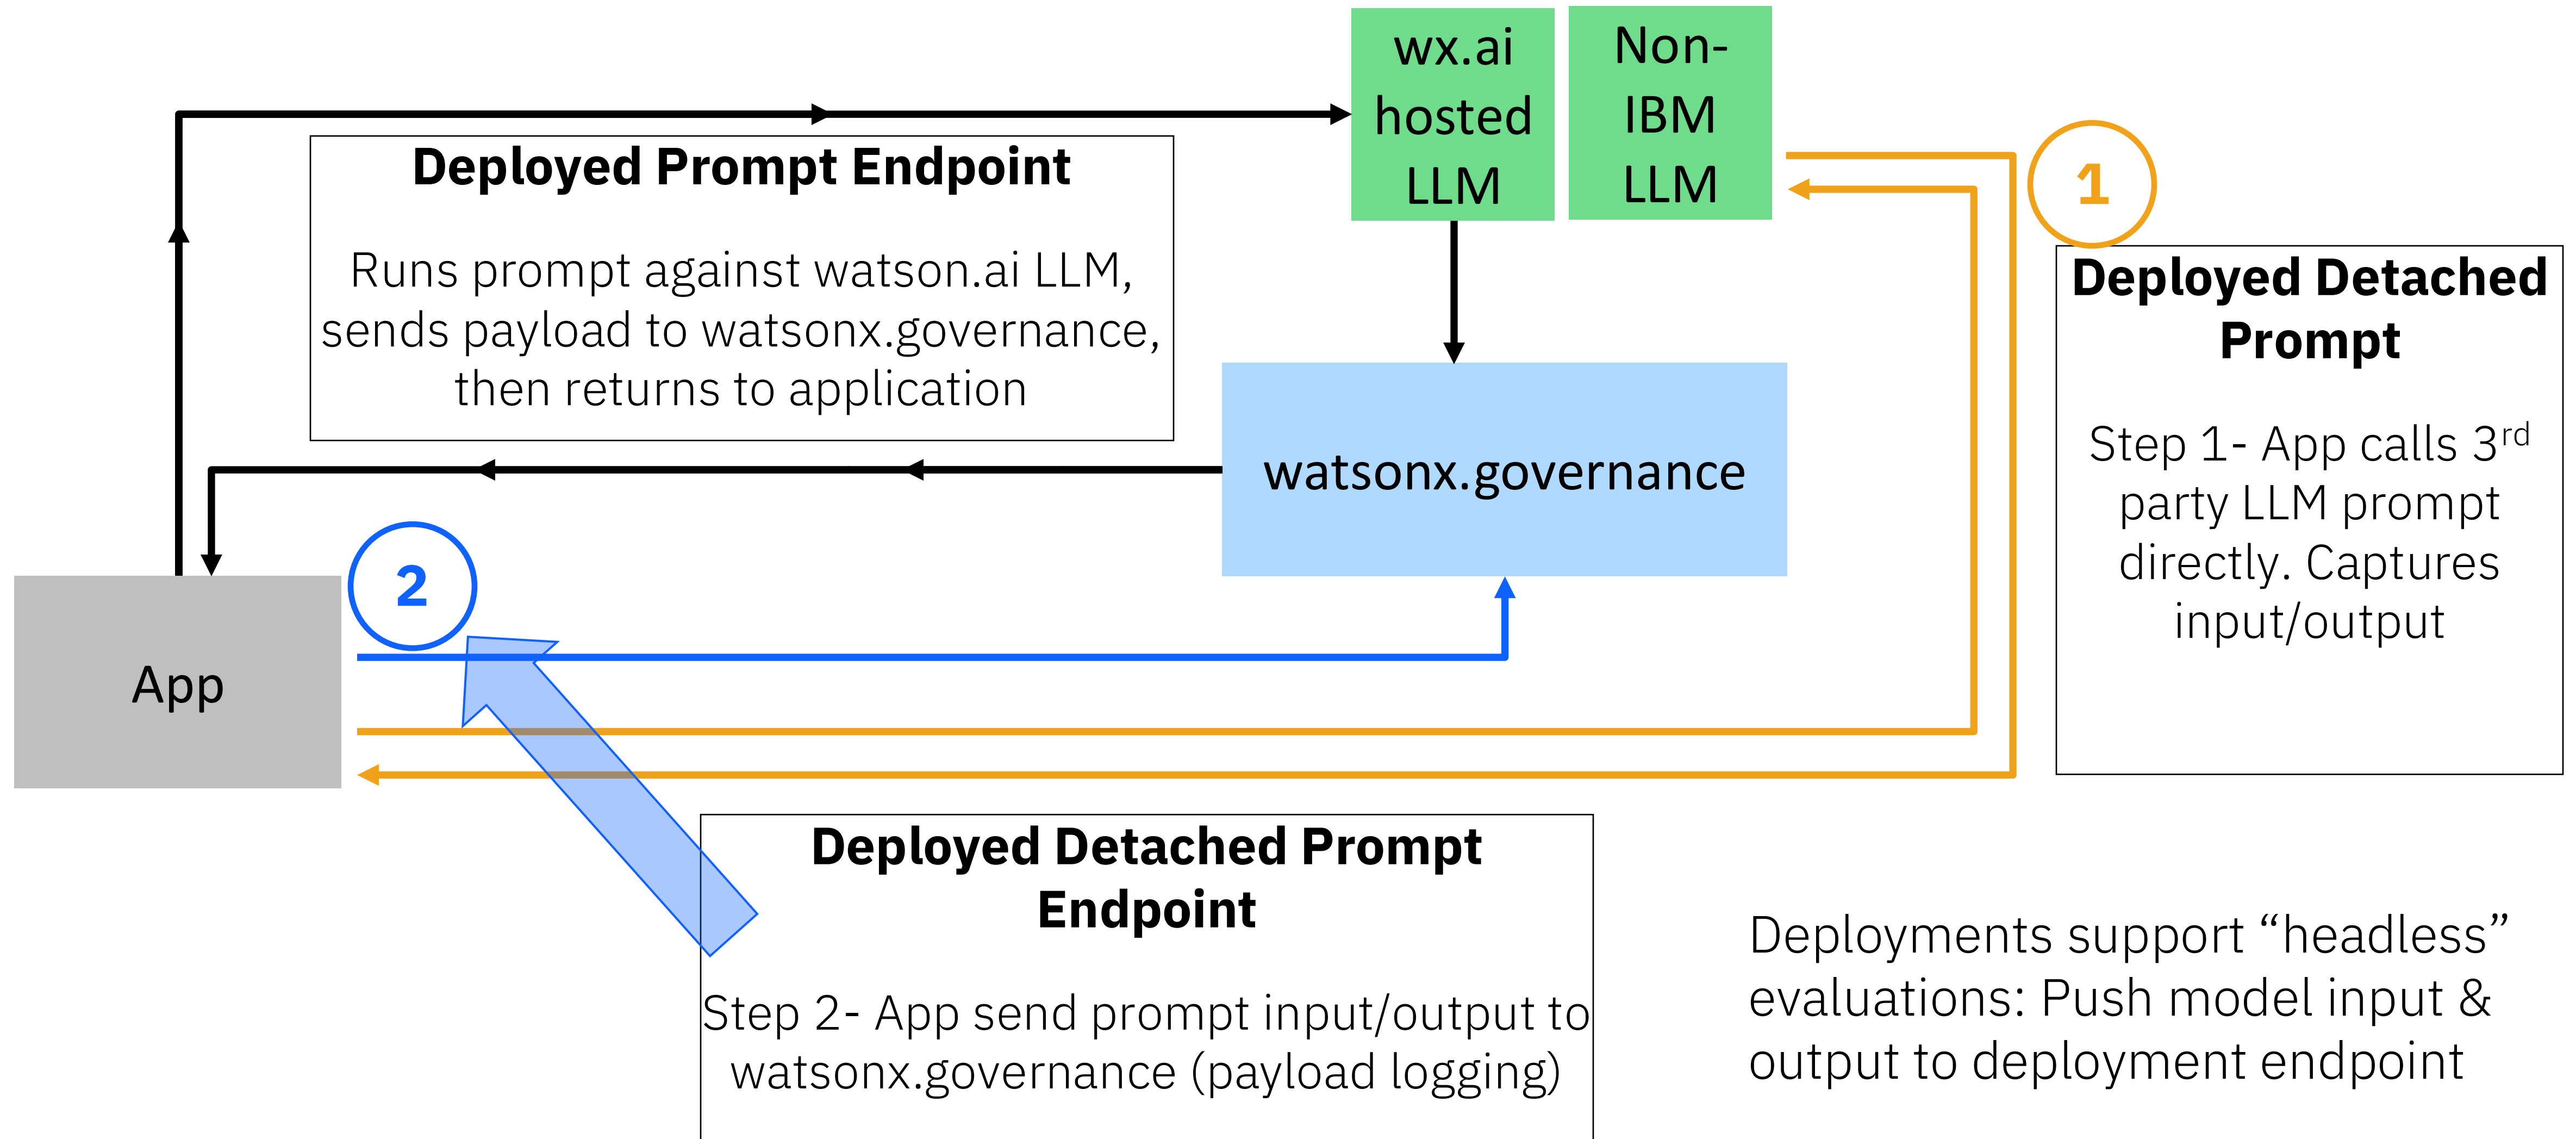 wx.ai
hosted
LLM
Non-
IBM
LLM
Deployed Prompt Endpoint
Runs prompt against watson.ai LLM,
sends payload to watsonx.governance,
then returns to application
1
Deployed Detached
Prompt
Step 1- App calls 3rd
party LLM prompt
directly. Captures
input/output
watsonx.governance
2
App
Deployed Detached Prompt
Endpoint
Step 2- App send prompt input/output to
watsonx.governance (payload logging)
Deployments support “headless”
evaluations: Push model input &
output to deployment endpoint